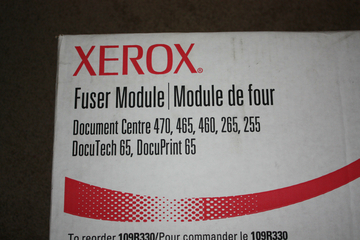 XEROX®
Fuser Module | Module de four
Document Centre 470, 465, 460, 265, 255
DocuTech 65, DocuPrint 65
To reorder 109R330/Pour commander le 109R330